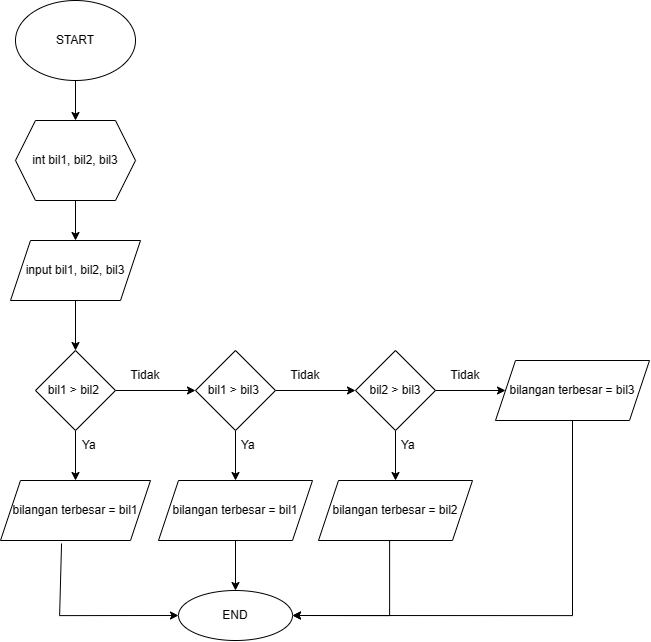 START
int bil1, bil2, bil3
input bil1, bil2, bil3
bil1 > bil2
Tidak
bil1 > bil3
Tidak
bil2 > bil3
Tidak
bilangan terbesar = bil3
Ya
Ya
Ya
bilangan terbesar = bil1
bilangan terbesar = bil1
bilangan terbesar = bil2
END